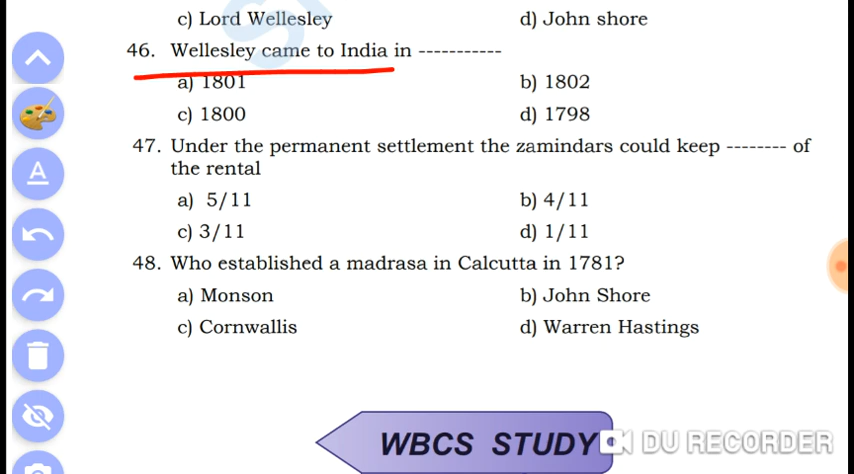 c) Lord Wellesley d) John shore
46. Wellesley came to India in -----------
a) 1801 b) 1802
c) 1800 d) 1798
47. Under the permanent settlement the zamindars could keep -------- of
the rental
a) 5/11 b) 4/11
c) 3/11 d) 1/11
48. Who established a madrasa in Calcutta in 1781?
a) Monson b) John Shore
c) Cornwallis d) Warren Hastings
WBCS STUDY
DU RECORDER
A